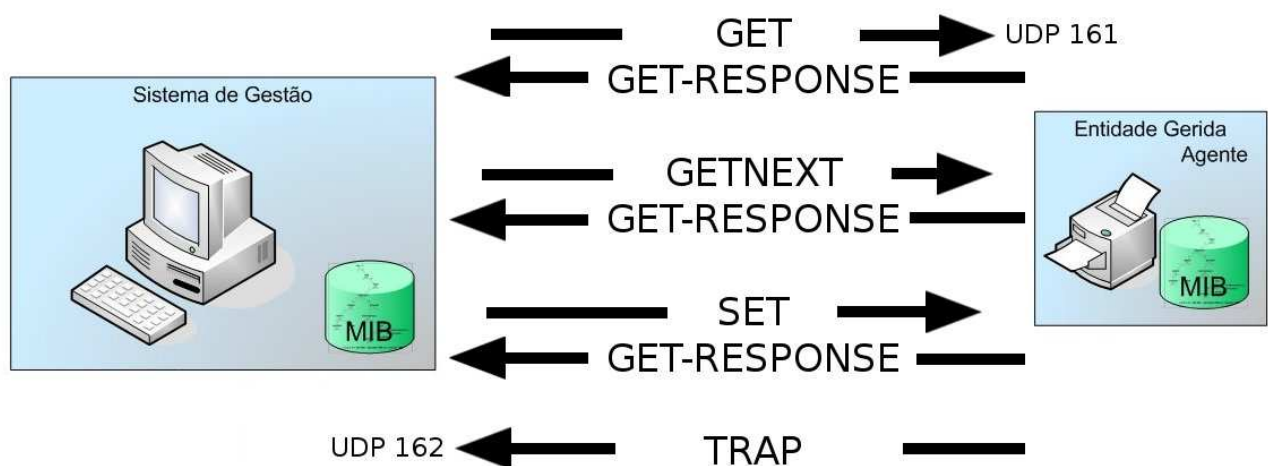 GET
UDP 161
GET-RESPONSE
Sistema de Gestão
Entidade Gerida
Agente
GETNEXT
GET-RESPONSE
MIB
MIB
SET
GET-RESPONSE
UDP 162
TRAP